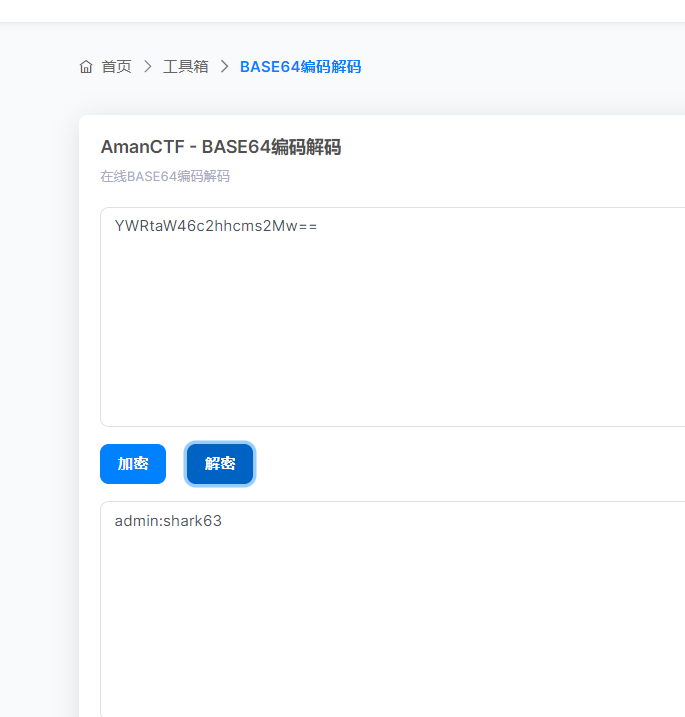 首页 > 工具箱 > BASE64编码解码
AmanCTF - BASE64编码解码
在线BASE64编码解码
YWRtaW46c2hhcms2Mw==
加密 解密
admin:shark63